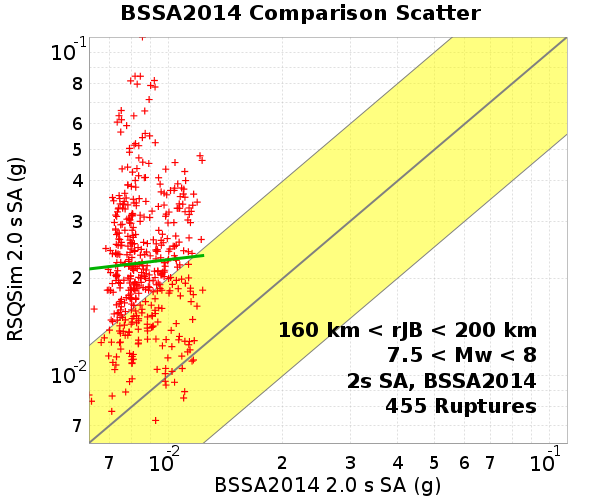 BSSA2014 Comparison Scatter
RSQSim 2.0 s SA (g)
10-1
8
6
5
4
3
2
10-2
7
160 km < rJB < 200 km
7.5 < Mw < 8
2s SA, BSSA2014
455 Ruptures
7 10-2 2 3 4 5 6 7 10-1
BSSA2014 2.0 s SA (g)